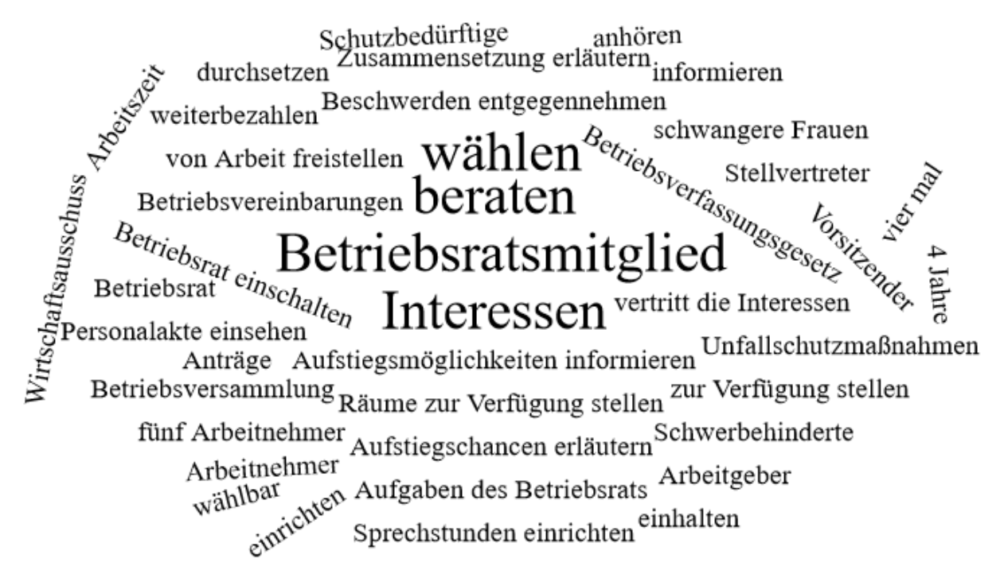 Schutzbedürftige
anhören
Zusammensetzung erläutern
durchsetzen
informieren
Arbeitszeit
Beschwerden entgegennehmen
weiterbezahlen
schwangere Frauen
von Arbeit freistellen
wählen
Betriebsverfassungsgesetz
Stellvertreter
vier mal
Betriebsvereinbarungen
beraten
Wirtschaftsausschuss
Betriebsrat einschalten
Betriebsratsmitglied
Vorsitzender
4 Jahre
Betriebsrat
Interessen
vertritt die Interessen
Personalakte einsehen
Unfallschutzmaßnahmen
Anträge
Aufstiegsmöglichkeiten informieren
Betriebsversammlung
Räume zur Verfügung stellen
zur Verfügung stellen
fünf Arbeitnehmer
Aufstiegschancen erläutern
Schwerbehinderte
Arbeitnehmer
Arbeitgeber
wählbar
Aufgaben des Betriebsrats
einrichten
Sprechstunden einrichten
einhalten